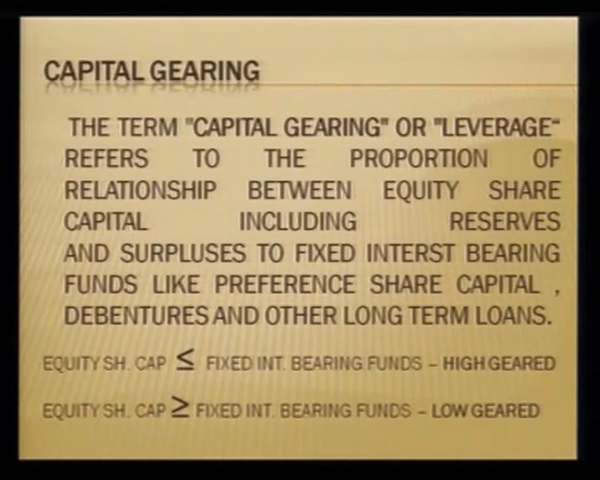 CAPITAL GEARING
THE TERM "CAPITAL GEARING" OR "LEVERAGE“
REFERS TO THE PROPORTION OF
RELATIONSHIP BETWEEN EQUITY SHARE
CAPITAL INCLUDING RESERVES
AND SURPLUSES TO FIXED INTERST BEARING
FUNDS LIKE PREFERENCE SHARE CAPITAL ,
DEBENTURES AND OTHER LONG TERM LOANS.
EQUITY SH. CAP ≤ FIXED INT. BEARING FUNDS – HIGH GEARED
EQUITY SH. CAP ≥ FIXED INT. BEARING FUNDS – LOW GEARED